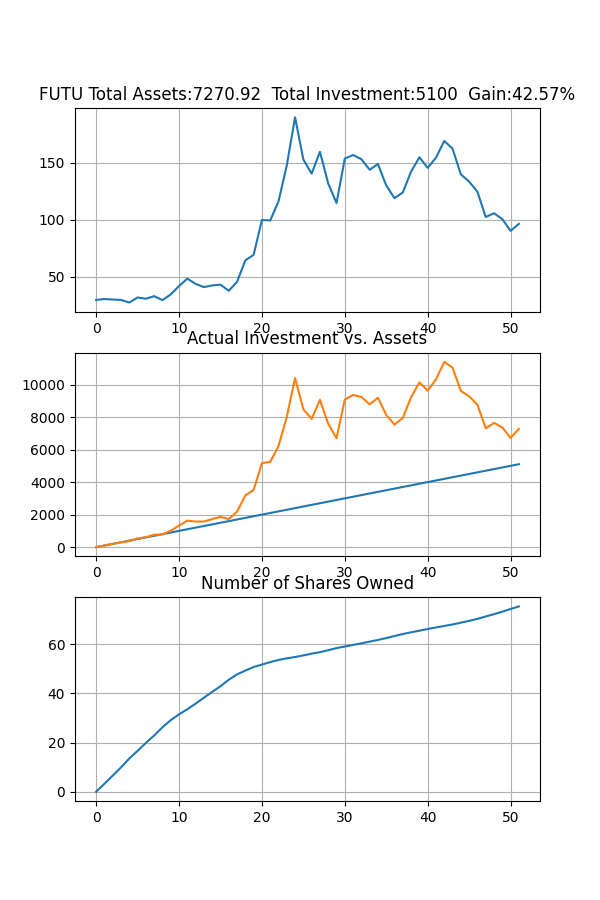 FUTU Total Assets:7270.92 Total Investment:5100 Gain:42.57%
150
100
50
0 10 20 30 40 50
Actual Investment vs. Assets
10000
8000
6000
4000
2000
0
0 10 20 30 40 50
Number of Shares Owned
60
40
20
0
0 10 20 30 40 50